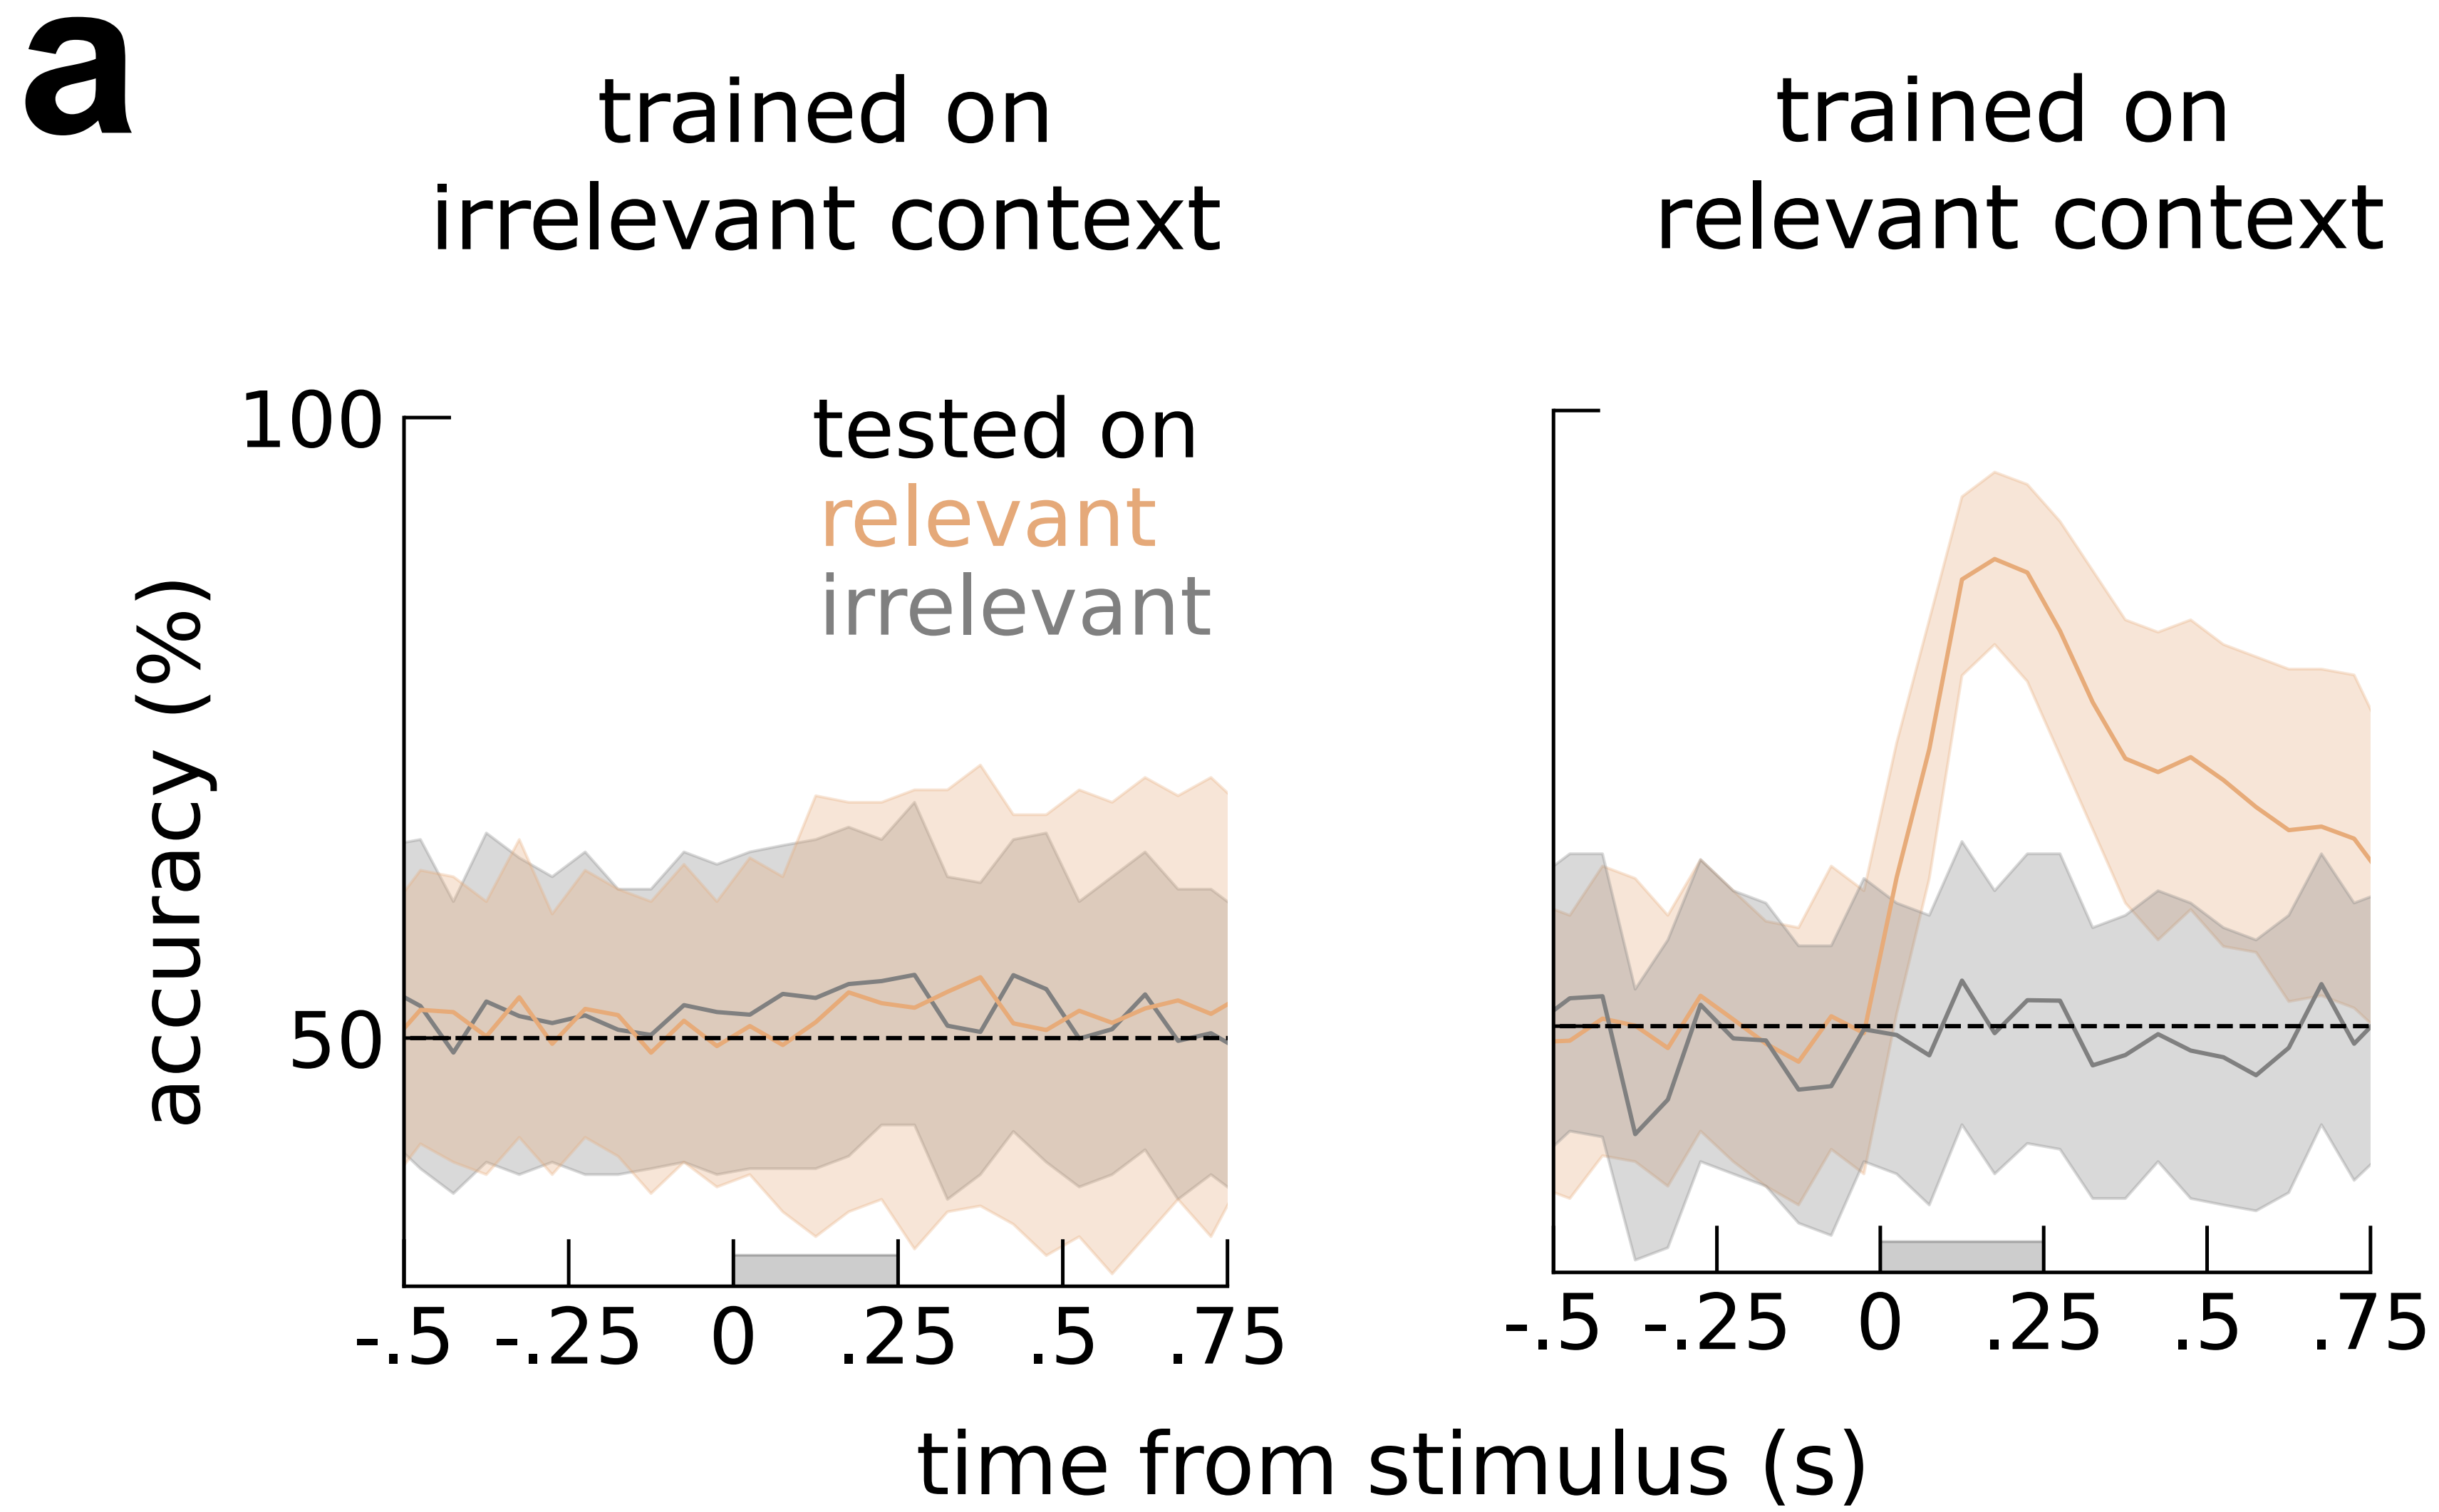 a
trained on
irrelevant context
trained on
relevant context
100
tested on
relevant
irrelevant
accuracy (%)
50
-.5 -.25 0 .25 .5 .75
-.5 -.25 0 .25 .5 .75
time from stimulus (s)